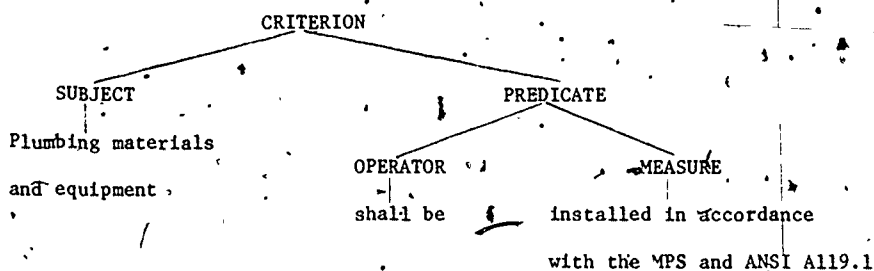 CRITERION
SUBJECT
PREDICATE
Plumbing materials
and equipment
OPERATOR
MEASURE
shall be
installed in accordance
with the MPS and ANSI A119.1